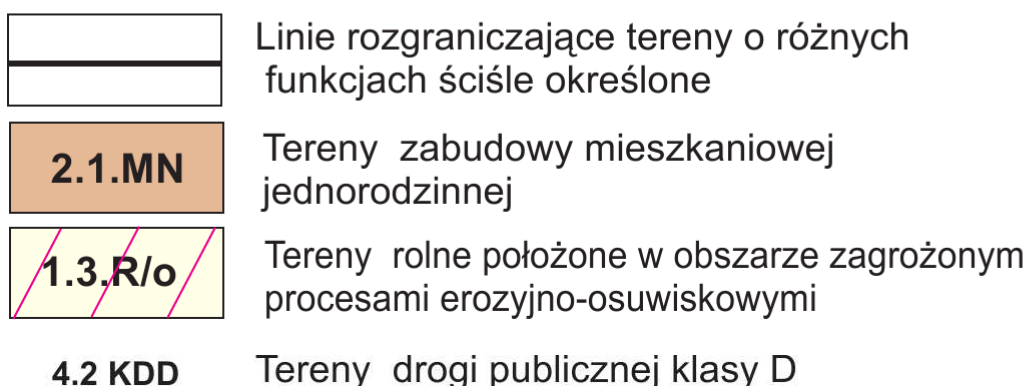 Linie rozgraniczające tereny o różnych
funkcjach ściśle określone
2.1.MN
Tereny zabudowy mieszkaniowej
jednorodzinnej
1.3.R/o
Tereny rolne położone w obszarze zagrożonym
procesami erozyjno-osuwiskowymi
4.2 KDD
Tereny drogi publicznej klasy D